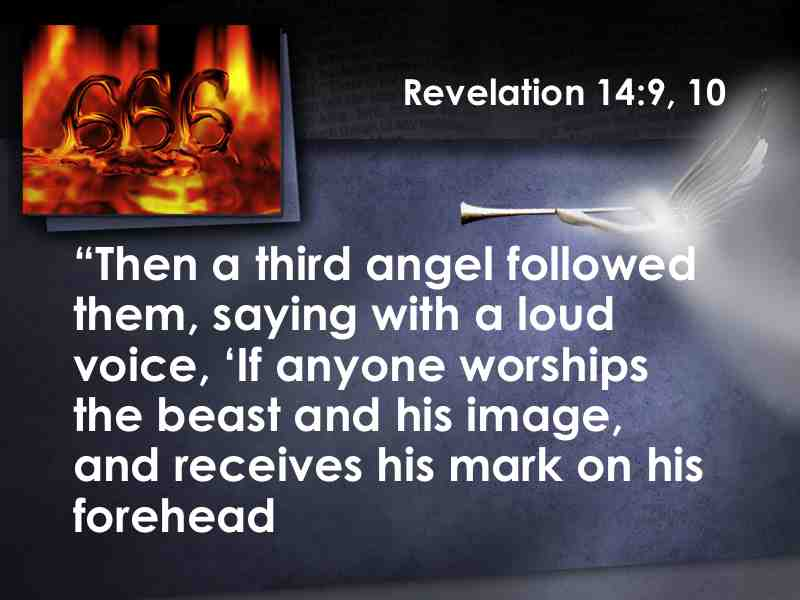 666
Revelation 14:9, 10
“Then a third angel followed
them, saying with a loud
voice, ‘If anyone worships
the beast and his image,
and receives his mark on his
forehead